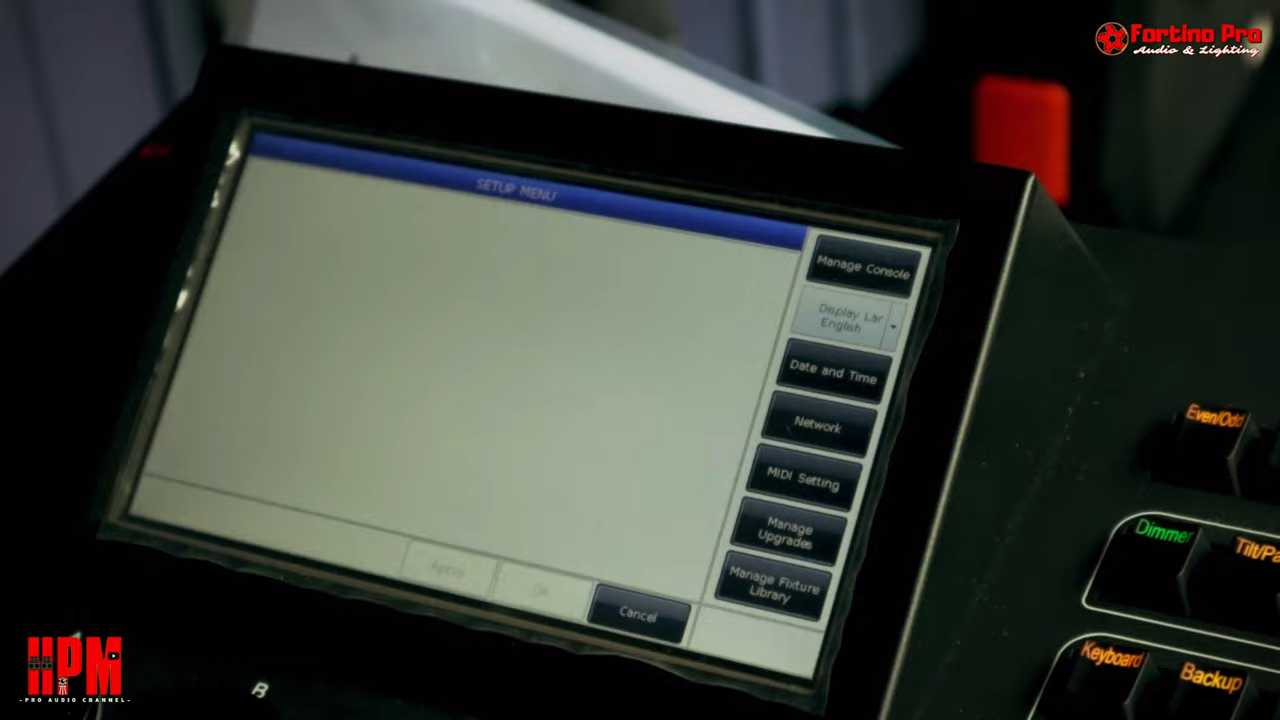 Fortino Pro
Audio & Lighting
SETUP MENU
Manage Console
Display Lar
English
Date and Time
Network
MIDI Setting
Manage
Upgrades
Manage Fixture
Library
Apply
OK
Cancel
Even/Odd
Dimmer
Tilt/Pa
Keyboard
Backup
HPM
-PRO AUDIO CHANNEL-